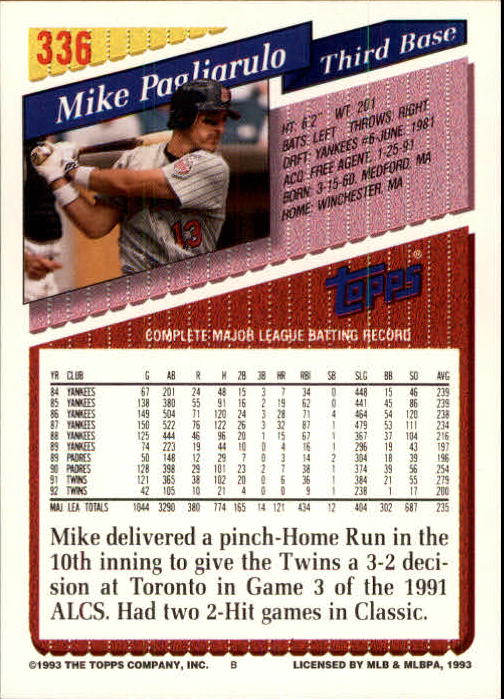 336
Mike Pagliarulo
Third Base
HT: 6'2" WT: 201
BATS: LEFT THROWS: RIGHT
DRFT: YANKEES #6-JUNE, 1981
ACQ: FREE AGENT, 1-25-91
BORN: 3-15-60, MEDFORD, MA
HOME: WINCHESTER, MA
13
Topps®
COMPLETE MAJOR LEAGUE BATTING RECORD
YR CLUB G AB R H 2B 3B HR RBI SB SLG BB SO AVG
84 YANKEES 67 201 24 48 15 3 7 34 0 448 15 46 239
85 YANKEES 138 380 55 91 16 2 19 62 0 441 45 86 239
86 YANKEES 149 504 71 120 24 3 28 71 4 464 54 120 238
87 YANKEES 150 522 76 122 26 3 32 87 1 479 53 111 234
88 YANKEES 125 444 46 96 20 1 15 67 1 367 37 104 216
89 YANKEES 74 223 19 44 10 0 4 16 1 296 19 43 197
89 PADRES 50 148 12 29 7 0 3 14 2 304 18 39 196
90 PADRES 128 398 29 101 23 2 7 38 1 374 39 56 254
91 TWINS 121 365 38 102 20 0 6 36 1 384 21 55 279
92 TWINS 42 105 10 21 4 0 0 9 1 238 1 17 200
MAJ. LEA. TOTALS 1044 3290 380 774 165 14 121 434 12 404 302 687 235
Mike delivered a pinch-Home Run in the
10th inning to give the Twins a 3-2 deci-
sion at Toronto in Game 3 of the 1991
ALCS. Had two 2-Hit games in Classic.
©1993 THE TOPPS COMPANY, INC. B LICENSED BY MLB & MLBPA, 1993